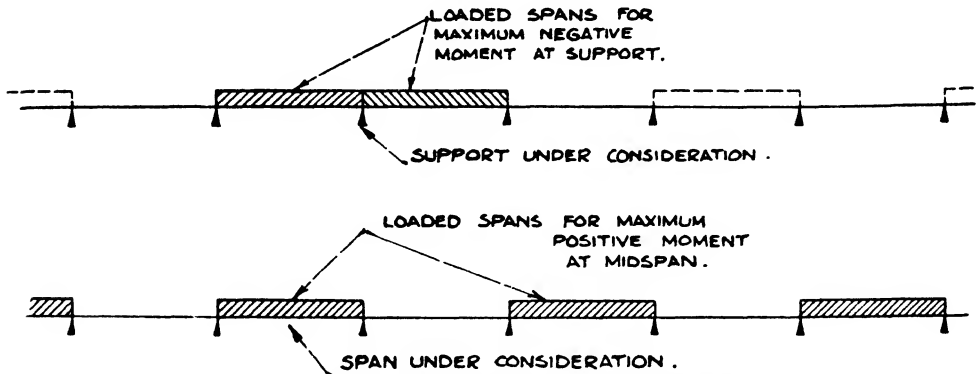 LOADED SPANS FOR
MAXIMUM NEGATIVE
MOMENT AT SUPPORT.
SUPPORT UNDER CONSIDERATION.
LOADED SPANS FOR MAXIMUM
POSITIVE MOMENT
AT MIDSPAN.
SPAN UNDER CONSIDERATION.